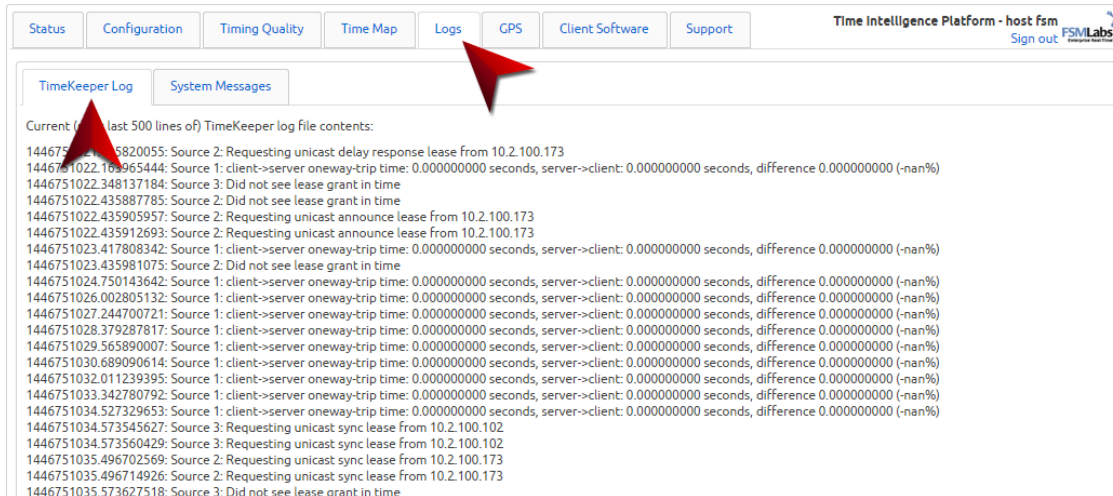 Status Configuration Timing Quality Time Map Logs GPS Client Software Support
Time Intelligence Platform - host fsm
Sign out
FSMLabs
TimeKeeper Log System Messages
Current last 500 lines of) TimeKeeper log file contents:
5820055: Source 2: Requesting unicast delay response lease from 10.2.100.173
965444: Source 1: client->server oneway-trip time: 0.000000000 seconds, server->client: 0.000000000 seconds, difference 0.000000000 (-nan%)
1446751022.348137184: Source 3: Did not see lease grant in time
1446751022.435887785: Source 2: Did not see lease grant in time
1446751022.435905957: Source 2: Requesting unicast announce lease from 10.2.100.173
1446751022.435912693: Source 2: Requesting unicast announce lease from 10.2.100.173
1446751023.417808342: Source 1: client->server oneway-trip time: 0.000000000 seconds, server->client: 0.000000000 seconds, difference 0.000000000 (-nan%)
1446751023.435981075: Source 2: Did not see lease grant in time
1446751024.750143642: Source 1: client->server oneway-trip time: 0.000000000 seconds, server->client: 0.000000000 seconds, difference 0.000000000 (-nan%)
1446751026.002805132: Source 1: client->server oneway-trip time: 0.000000000 seconds, server->client: 0.000000000 seconds, difference 0.000000000 (-nan%)
1446751027.244700721: Source 1: client->server oneway-trip time: 0.000000000 seconds, server->client: 0.000000000 seconds, difference 0.000000000 (-nan%)
1446751028.379287817: Source 1: client->server oneway-trip time: 0.000000000 seconds, server->client: 0.000000000 seconds, difference 0.000000000 (-nan%)
1446751029.565890007: Source 1: client->server oneway-trip time: 0.000000000 seconds, server->client: 0.000000000 seconds, difference 0.000000000 (-nan%)
1446751030.689090614: Source 1: client->server oneway-trip time: 0.000000000 seconds, server->client: 0.000000000 seconds, difference 0.000000000 (-nan%)
1446751032.011239395: Source 1: client->server oneway-trip time: 0.000000000 seconds, server->client: 0.000000000 seconds, difference 0.000000000 (-nan%)
1446751033.342780792: Source 1: client->server oneway-trip time: 0.000000000 seconds, server->client: 0.000000000 seconds, difference 0.000000000 (-nan%)
1446751034.527329653: Source 1: client->server oneway-trip time: 0.000000000 seconds, server->client: 0.000000000 seconds, difference 0.000000000 (-nan%)
1446751034.573545627: Source 3: Requesting unicast sync lease from 10.2.100.102
1446751034.573560429: Source 3: Requesting unicast sync lease from 10.2.100.102
1446751035.496702569: Source 2: Requesting unicast sync lease from 10.2.100.173
1446751035.496714926: Source 2: Requesting unicast sync lease from 10.2.100.173
1446751035.573627518: Source 3: Did not see lease grant in time